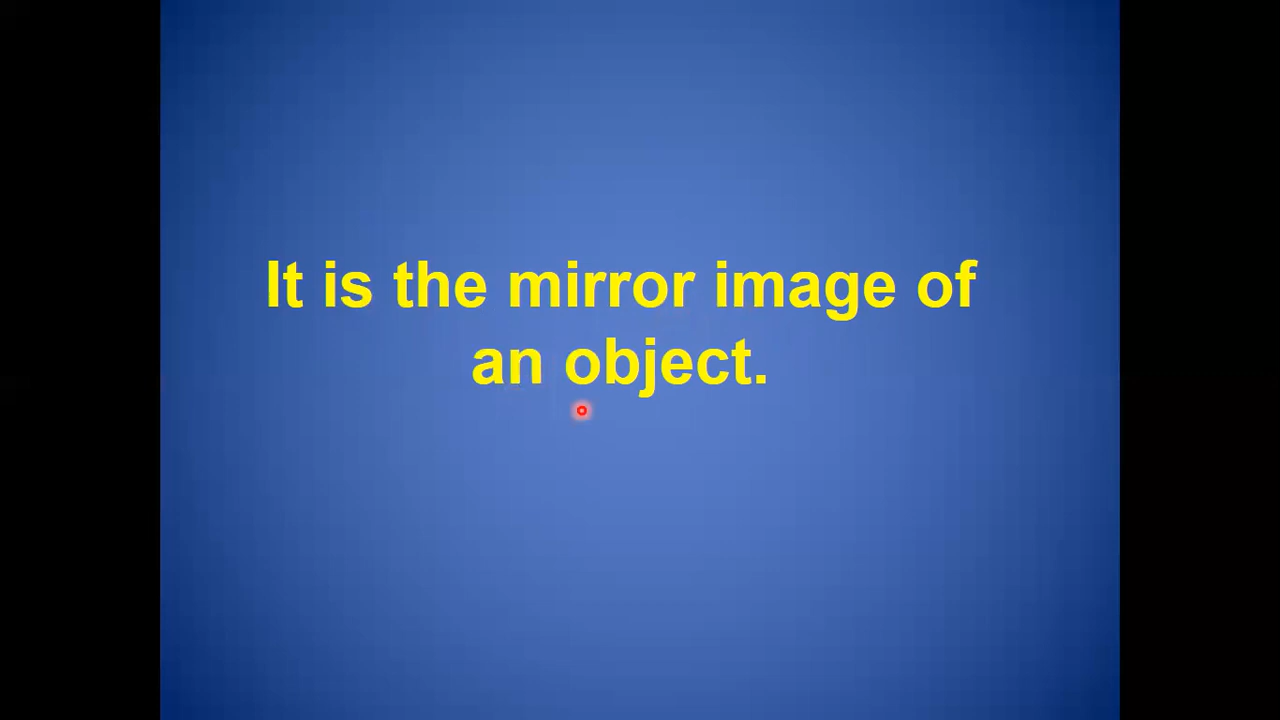 It is the mirror image of
an object.